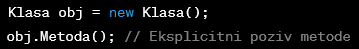 Klasa obj = new Klasa();
obj.Metoda(); // Eksplicitni poziv metode